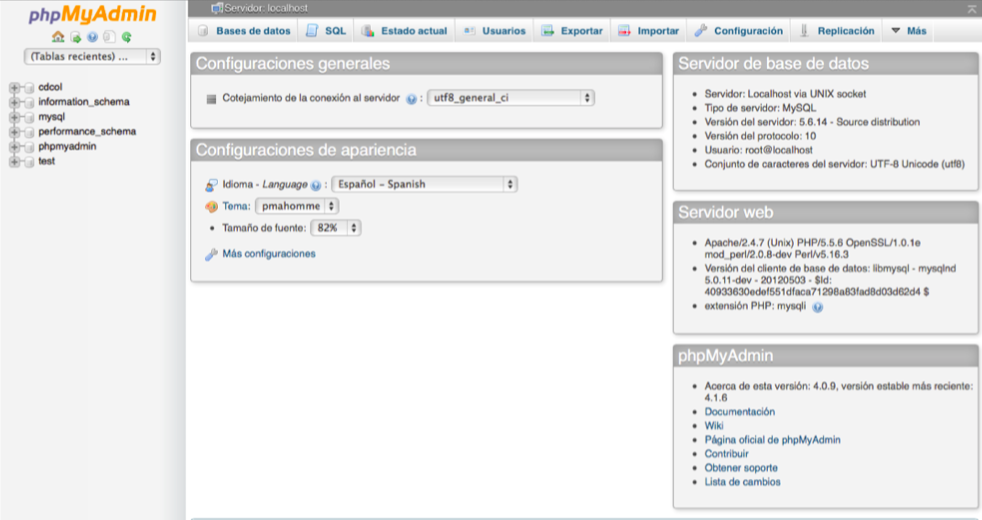 phpMyAdmin
(Tablas recientes) ...
cdcol
information_schema
mysql
performance_schema
phpmyadmin
test
Servidor: localhost
Bases de datos
SQL
Estado actual
Usuarios
Exportar
Importar
Configuración
Replicación
Más
Configuraciones generales
Cotejamiento de la conexión al servidor : utf8_general_ci
Configuraciones de apariencia
Idioma - Language : Español - Spanish
Tema: pmahomme
Tamaño de fuente: 82%
Más configuraciones
Servidor de base de datos
Servidor: Localhost via UNIX socket
Tipo de servidor: MySQL
Versión del servidor: 5.6.14 - Source distribution
Versión del protocolo: 10
Usuario: root@localhost
Conjunto de caracteres del servidor: UTF-8 Unicode (utf8)
Servidor web
Apache/2.4.7 (Unix) PHP/5.5.6 OpenSSL/1.0.1e
mod_perl/2.0.8-dev Perl/v5.16.3
Versión del cliente de base de datos: libmysql - mysqlnd
5.0.11-dev - 20120503 - $Id:
40933630edef551dfaca71298a83fad8d03d62d4 $
extensión PHP: mysqli
phpMyAdmin
Acerca de esta versión: 4.0.9, versión estable más reciente:
4.1.6
Documentación
Wiki
Página oficial de phpMyAdmin
Contribuir
Obtener soporte
Lista de cambios